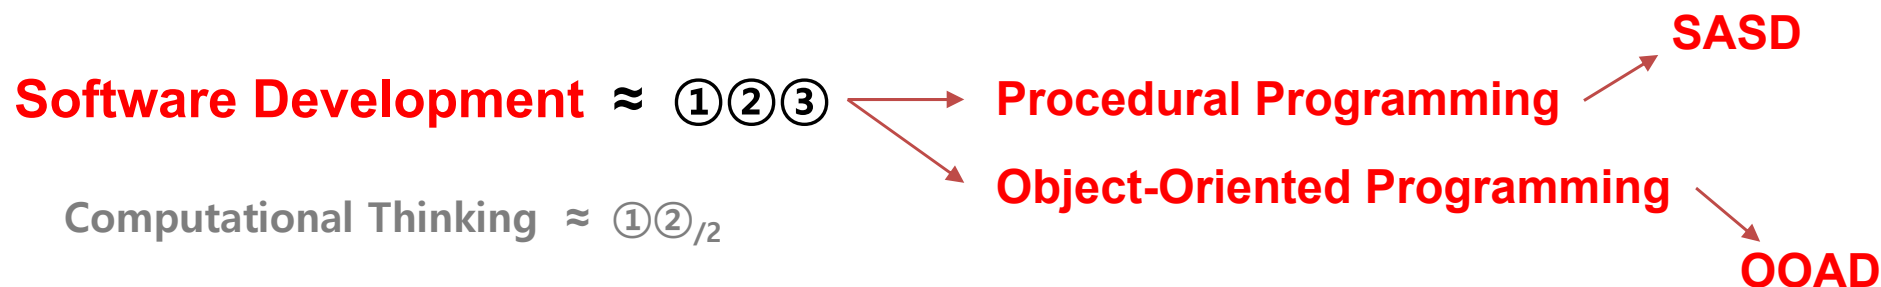 SASD
Software Development ≈ ①②③
Procedural Programming
Object-Oriented Programming
Computational Thinking ≈ ①②/2
OOAD